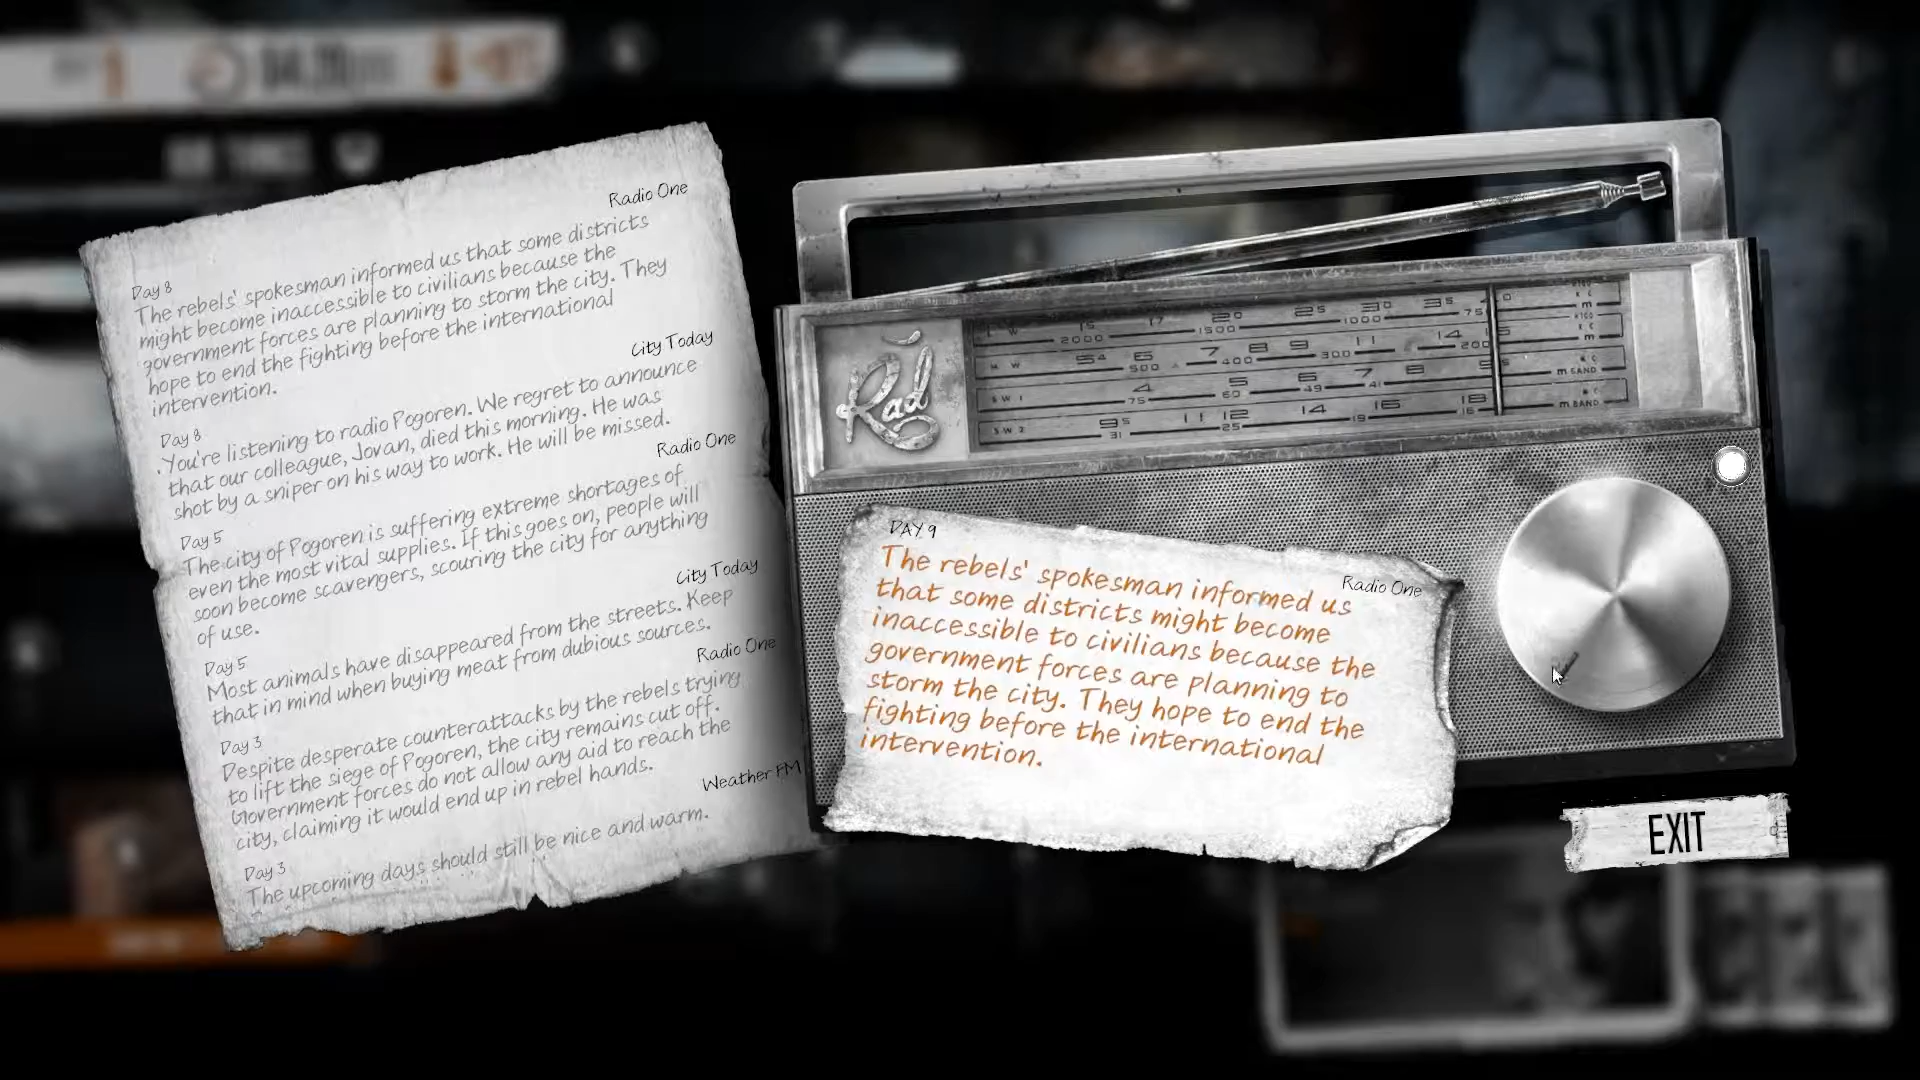 Radio One
Day 8
The rebels' spokesman informed us that some districts
might become inaccessible to civilians because the
government forces are planning to storm the city. They
hope to end the fighting before the international
intervention.
City Today
Day 8
. You're listening to radio Pogoren. We regret to announce
that our colleague, Jovan, died this morning. He was
shot by a sniper on his way to work. He will be missed.
Radio One
Day 5
The city of Pogoren is suffering extreme shortages of
even the most vital supplies. If this goes on, people will
soon become scavengers, scouring the city for anything
of use.
City Today
Day 5
Most animals have disappeared from the streets. Keep
that in mind when buying meat from dubious sources.
Radio One
Day 3
Despite desperate counterattacks by the rebels trying
to lift the siege of Pogoren, the city remains cut off.
Government forces do not allow any aid to reach the
city, claiming it would end up in rebel hands.
Weather FM
Day 3
The upcoming days should still be nice and warm.
Rad
DAY 9
Radio One
The rebels' spokesman informed us
that some districts might become
inaccessible to civilians because the
government forces are planning to
storm the city. They hope to end the
fighting before the international
intervention.
EXIT